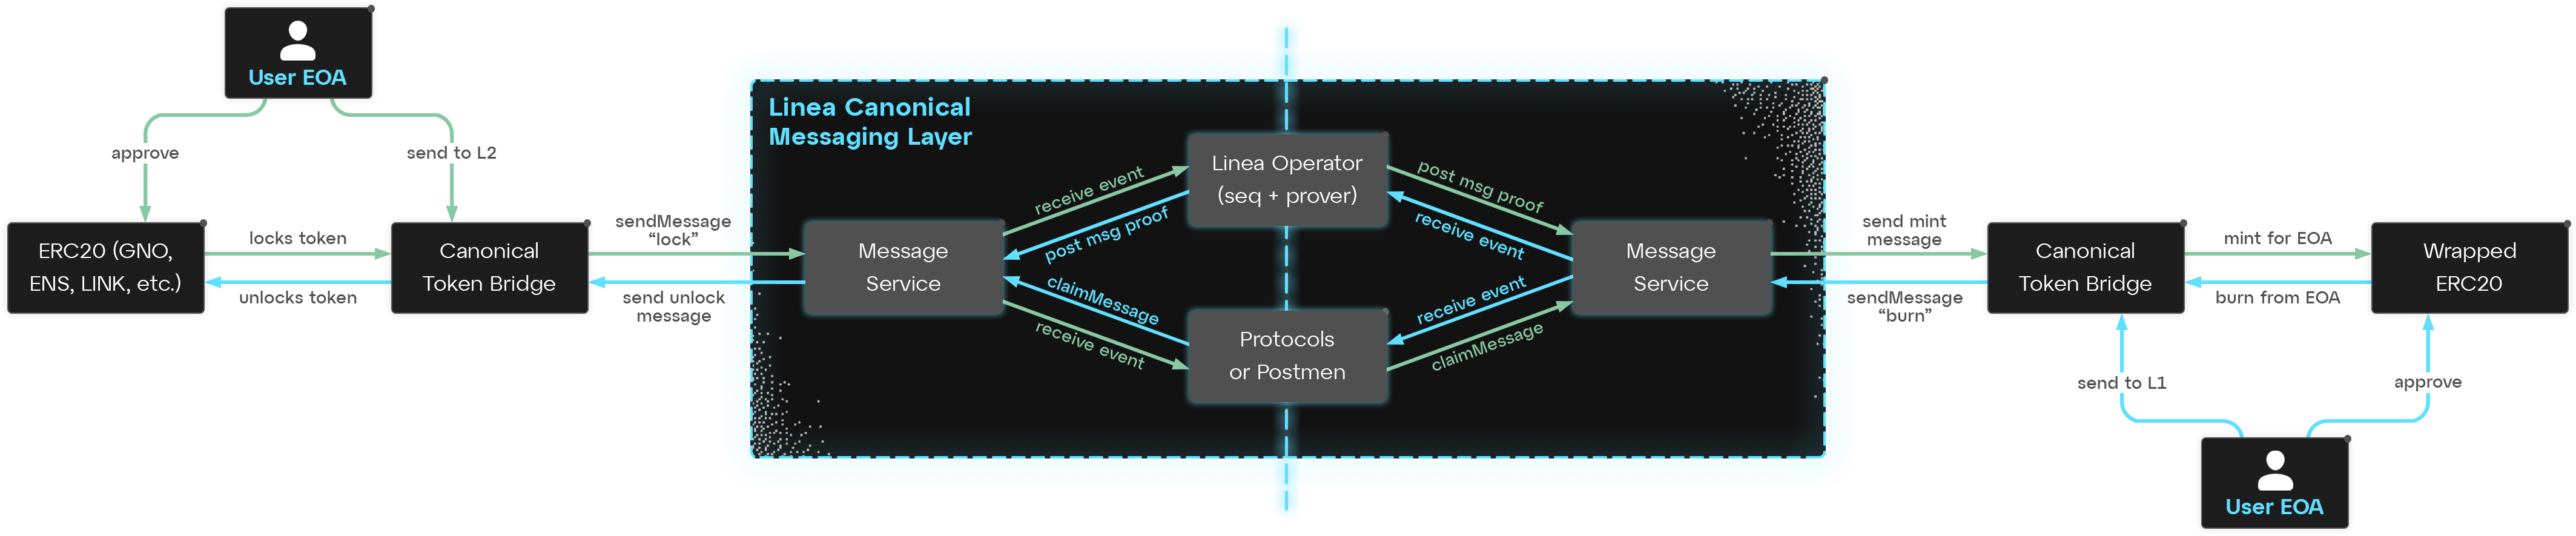 User EOA
approve
send to L2
ERC20 (GNO,
ENS, LINK, etc.)
locks token
unlocks token
Canonical
Token Bridge
sendMessage
“lock”
send unlock
message
Linea Canonical
Messaging Layer
Message
Service
receive event
post msg proof
claimMessage
receive event
Linea Operator
(seq + prover)
Protocols
or Postmen
post msg proof
receive event
receive event
claimMessage
Message
Service
send mint
message
sendMessage
“burn”
Canonical
Token Bridge
mint for EOA
burn from EOA
Wrapped
ERC20
send to L1
approve
User EOA